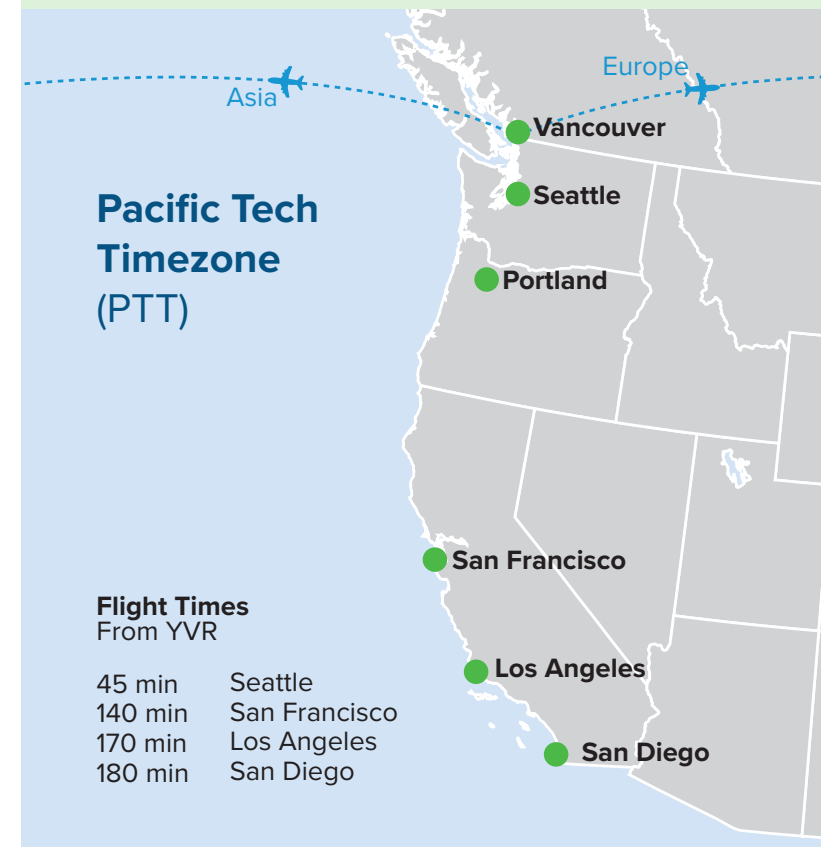 Europe
Asia
Vancouver
Pacific Tech
Timezone
(PTT)
Seattle
Portland
San Francisco
Los Angeles
San Diego
Flight Times
From YVR
45 min Seattle
140 min San Francisco
170 min Los Angeles
180 min San Diego